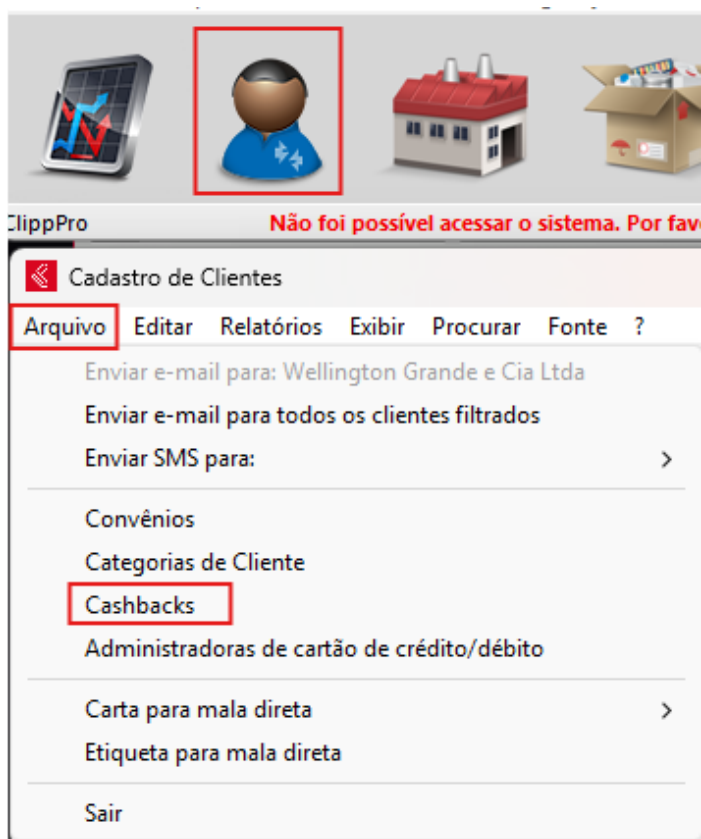 ClippPro
Não foi possível acessar o sistema. Por fav
Cadastro de Clientes
Arquivo Editar Relatórios Exibir Procurar Fonte ?
Enviar e-mail para: Wellington Grande e Cia Ltda
Enviar e-mail para todos os clientes filtrados
Enviar SMS para:
Convênios
Categorias de Cliente
Cashbacks
Administradoras de cartão de crédito/débito
Carta para mala direta
Etiqueta para mala direta
Sair